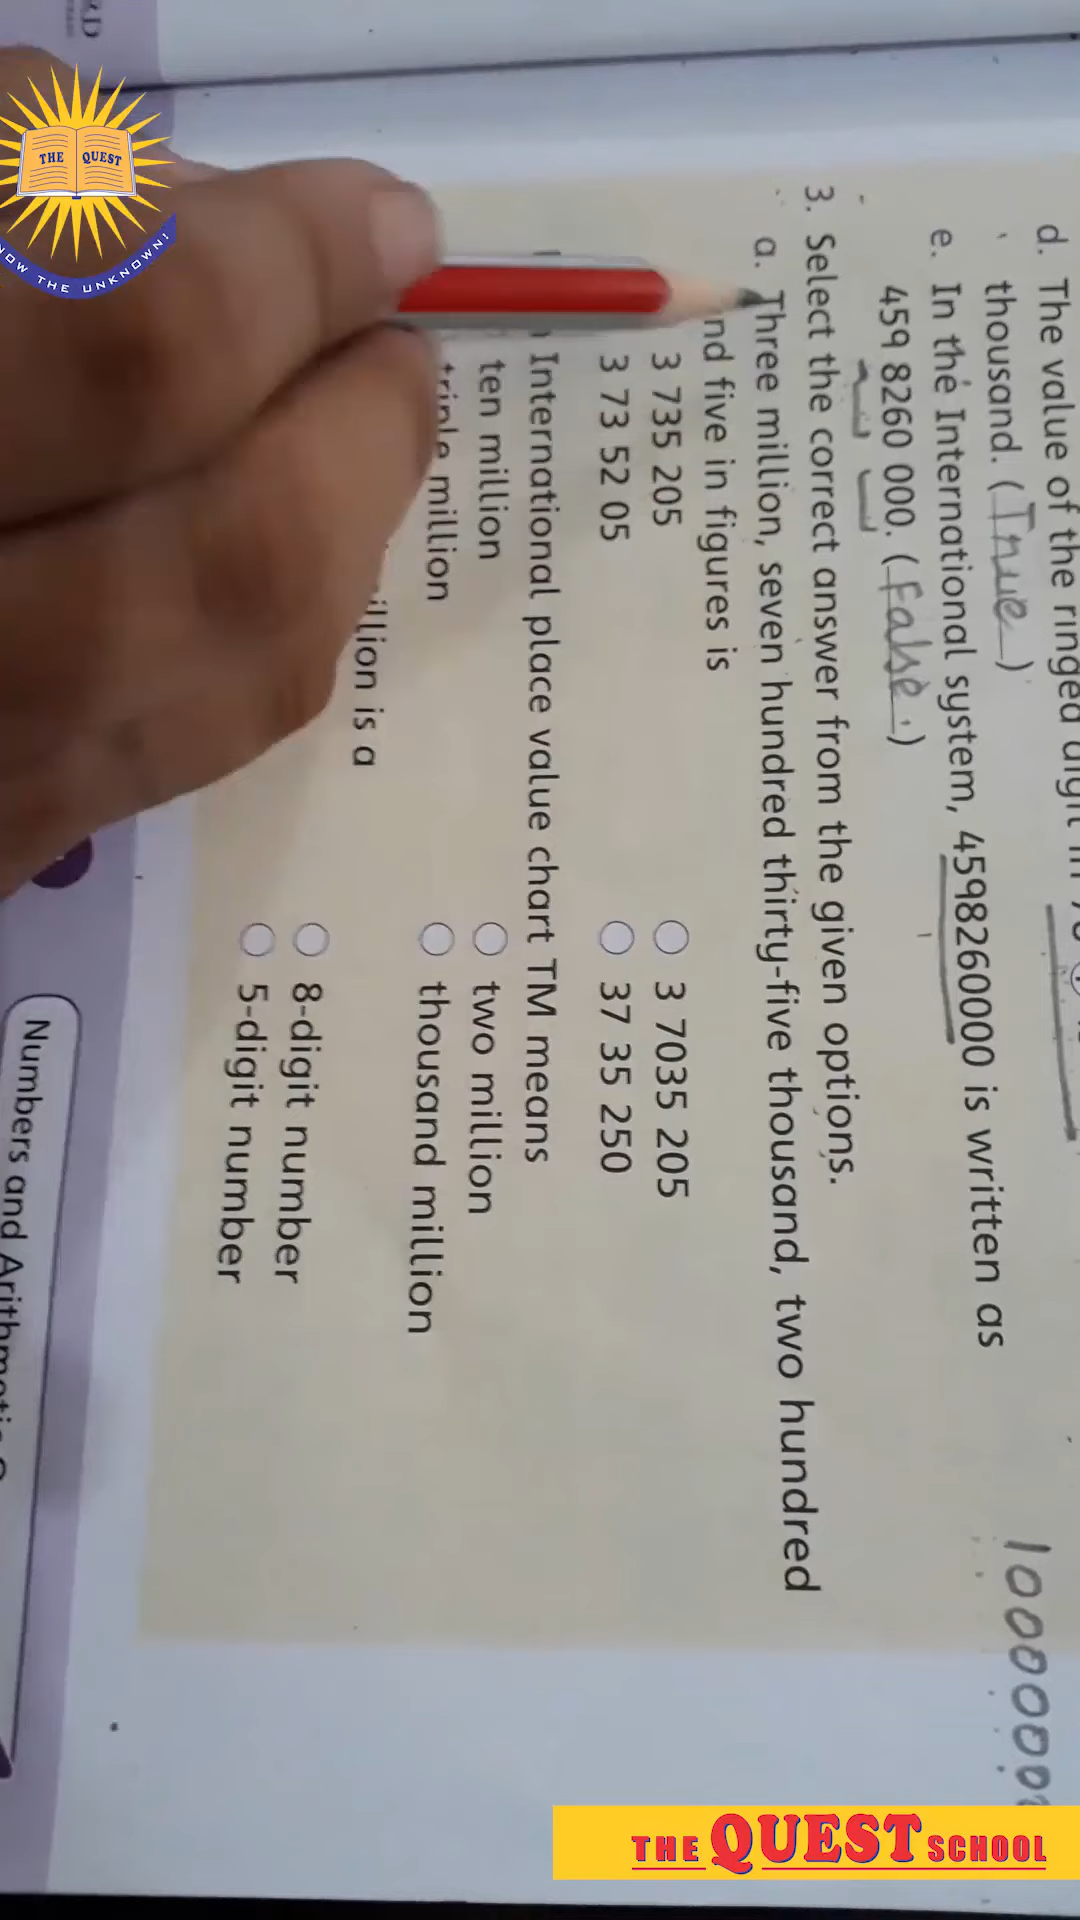 d. The value of the ringed digit in
thousand. (True)
e. In the International system, 4598260000 is written as
459 8260 000. (False.)
1000000
3. Select the correct answer from the given options.
a. Three million, seven hundred thirty-five thousand, two hundred
five in figures is
3 735 205
3 7035 205
3 73 52 05
37 35 250
International place value chart TM means
ten million
two million
triple million
thousand million
is a
8-digit number
5-digit number
Numbers and
THE QUEST
THE UNKNOWN!
THE QUEST SCHOOL